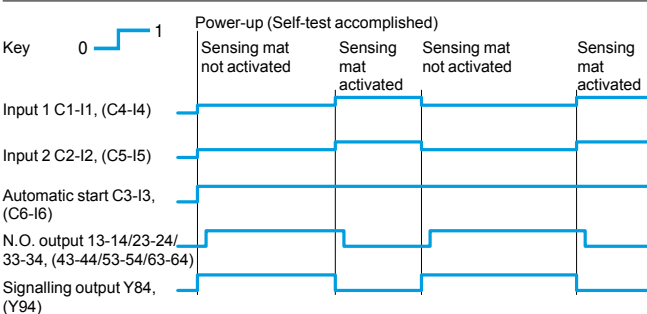 Power-up (Self-test accomplished)
Key 0 1
Sensing mat
not activated
Sensing
mat
activated
Sensing mat
not activated
Sensing
mat
activated
Input 1 C1-I1, (C4-I4)
Input 2 C2-I2, (C5-I5)
Automatic start C3-I3,
(C6-I6)
N.O. output 13-14/23-24/
33-34, (43-44/53-54/63-64)
Signalling output Y84,
(Y94)